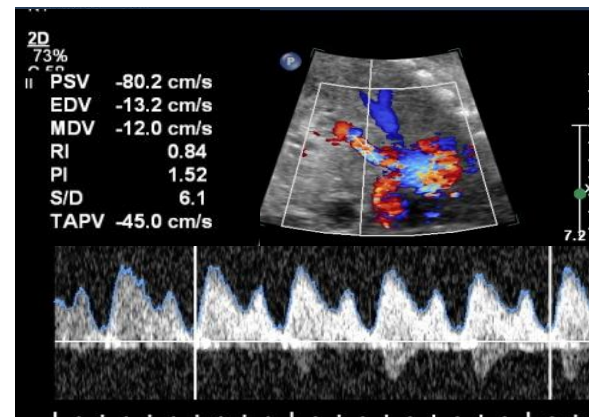 2D
73%
PSV -80.2 cm/s
EDV -13.2 cm/s
MDV -12.0 cm/s
RI 0.84
PI 1.52
S/D 6.1
TAPV -45.0 cm/s
P
x
7.2